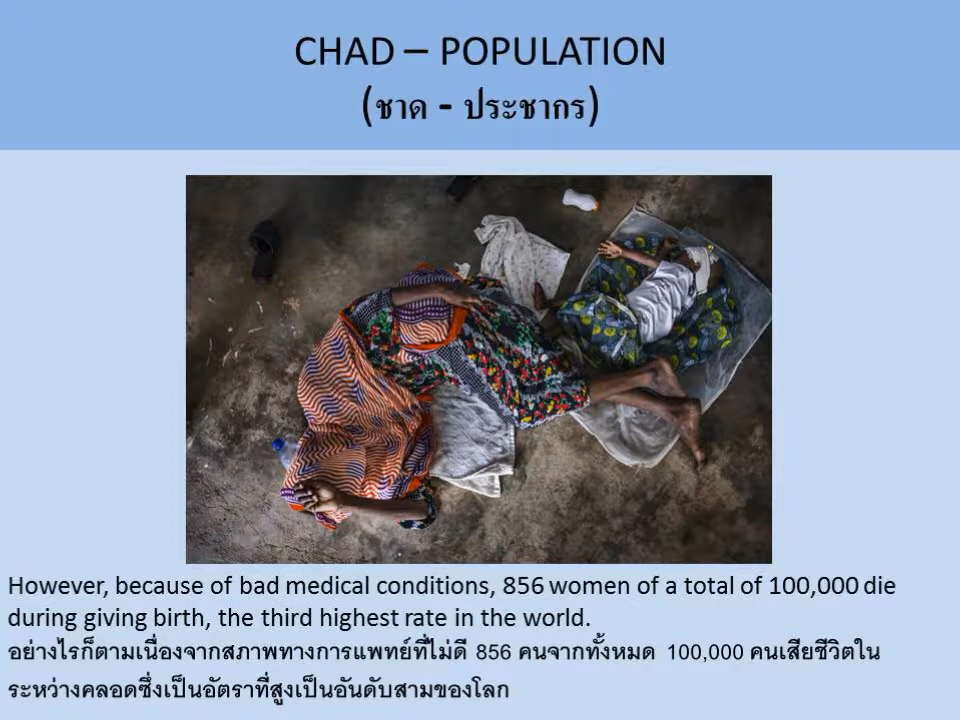 CHAD – POPULATION
(ชาด - ประชากร)
However, because of bad medical conditions, 856 women of a total of 100,000 die
during giving birth, the third highest rate in the world.
อย่างไรก็ตามเนื่องจากสภาพทางการแพทย์ที่ไม่ดี 856 คนจากทั้งหมด 100,000 คนเสียชีวิตใน
ระหว่างคลอดซึ่งเป็นอัตราที่สูงเป็นอันดับสามของโลก